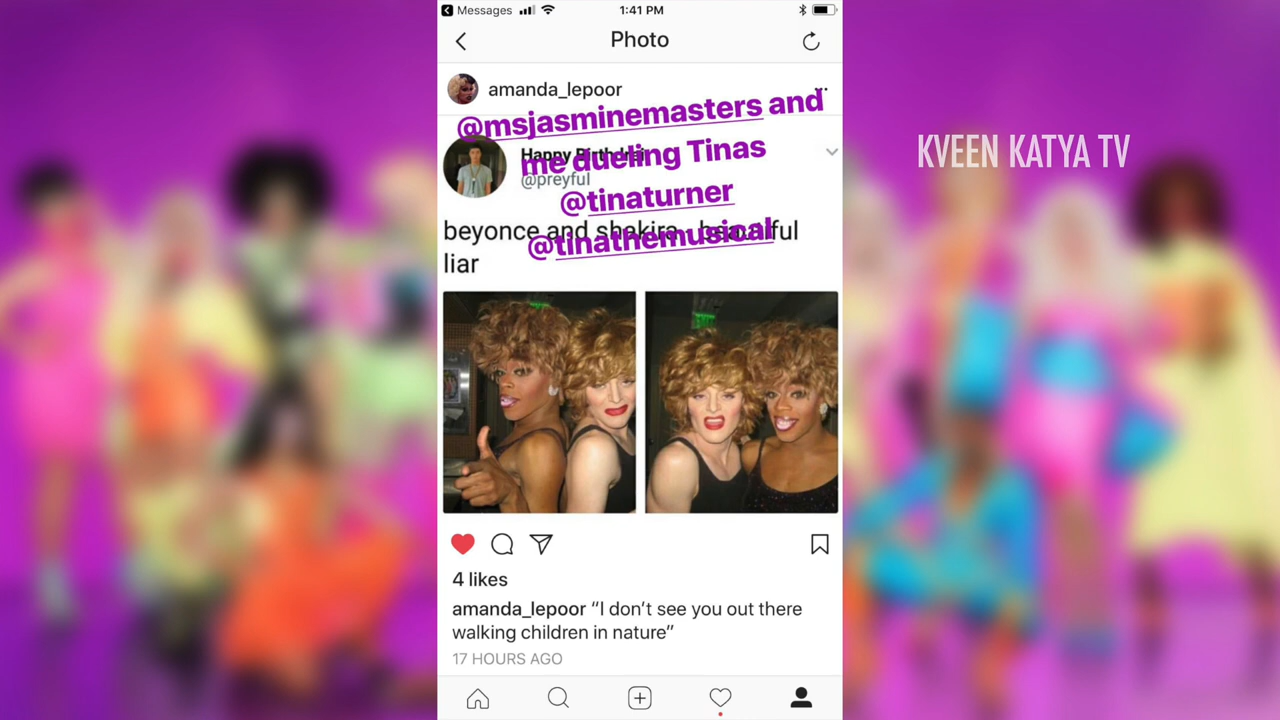 Messages
1:41 PM
Photo
amanda_lepoor
@msjasminemasters and
me dueling Tinas
@tinaturner
@tinathemusical
@preyful
beyonce and shakira - beautiful
liar
KVEEN KATYA TV
4 likes
amanda_lepoor “I don’t see you out there
walking children in nature”
17 HOURS AGO